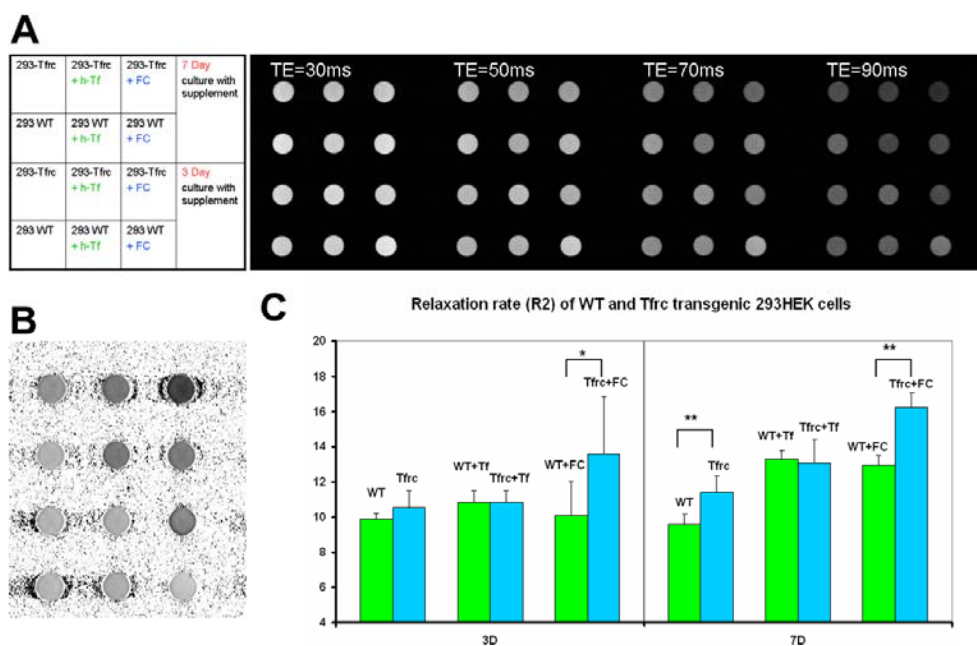 A
293-Tfrc 293-Tfrc 293-Tfrc 7 Day
+ h-Tf + FC culture with
supplement
293 WT 293 WT 293 WT
+ h-Tf + FC
293-Tfrc 293-Tfrc 293-Tfrc 3 Day
+ h-Tf + FC culture with
supplement
293 WT 293 WT 293 WT
+ h-Tf + FC
TE=30ms TE=50ms TE=70ms TE=90ms
B
C
Relaxation rate (R2) of WT and Tfrc transgenic 293HEK cells
20
18
16
14
12
10
8
6
4
WT Tfrc WT+Tf Tfrc+Tf WT+FC * Tfrc+FC
WT ** Tfrc WT+Tf Tfrc+Tf WT+FC ** Tfrc+FC
3D 7D